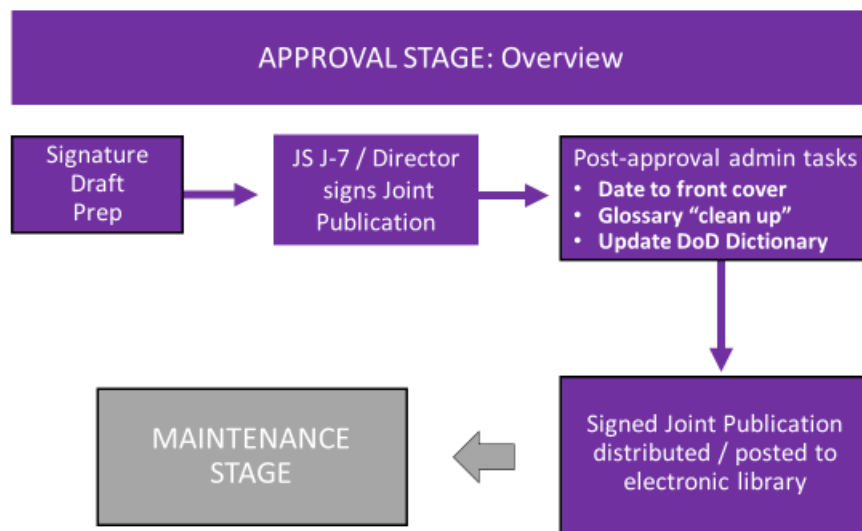 APPROVAL STAGE: Overview
Signature
Draft
Prep
JS J-7 / Director
signs Joint
Publication
Post-approval admin tasks
• Date to front cover
• Glossary “clean up”
• Update DoD Dictionary
Signed Joint Publication
distributed / posted to
electronic library
MAINTENANCE
STAGE